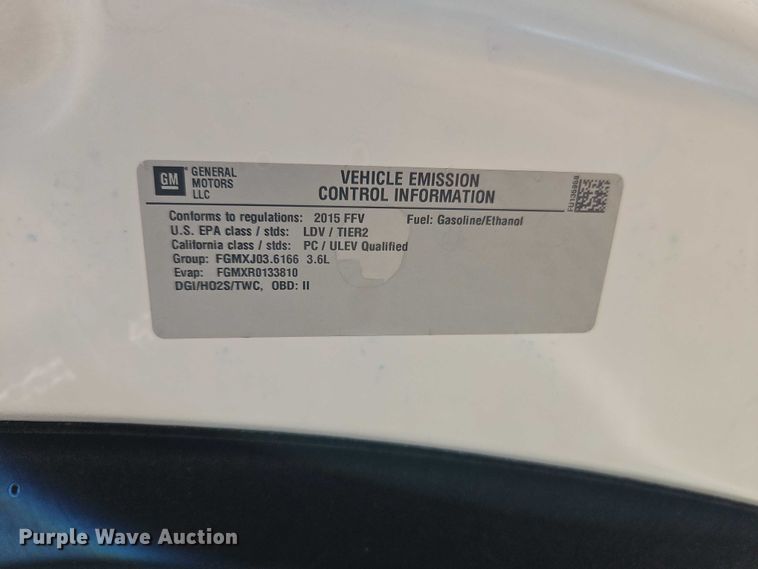 GM
GENERAL
MOTORS
LLC
VEHICLE EMISSION
CONTROL INFORMATION
Conforms to regulations: 2015 FFV Fuel: Gasoline/Ethanol
U.S. EPA class / stds: LDV / TIER2
California class / stds: PC / ULEV Qualified
Group: FGMXJ03.6166 3.6L
Evap: FGMXR0133810
DGI/HO2S/TWC, OBD: II
Purple Wave Auction